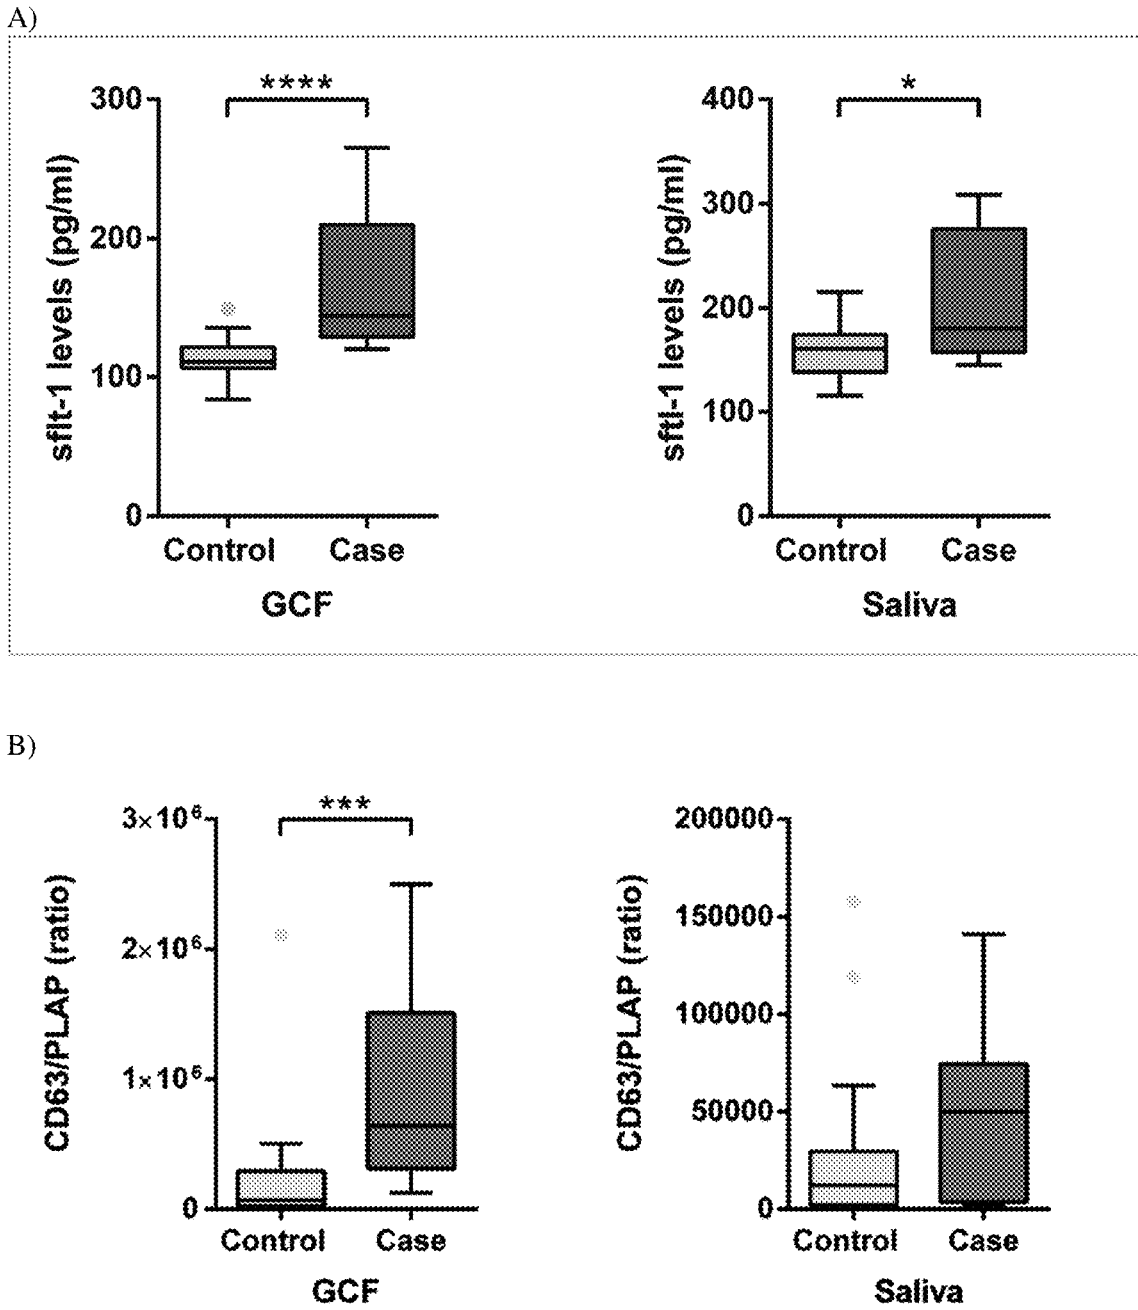 A)
****
300
200
100
0
sflt-1 levels (pg/ml)
Control Case
GCF
*
400
300
200
100
0
sftl-1 levels (pg/ml)
Control Case
Saliva
B)
***
3×10⁶
2×10⁶
1×10⁶
0
CD63/PLAP (ratio)
Control Case
GCF
200000
150000
100000
50000
0
CD63/PLAP (ratio)
Control Case
Saliva